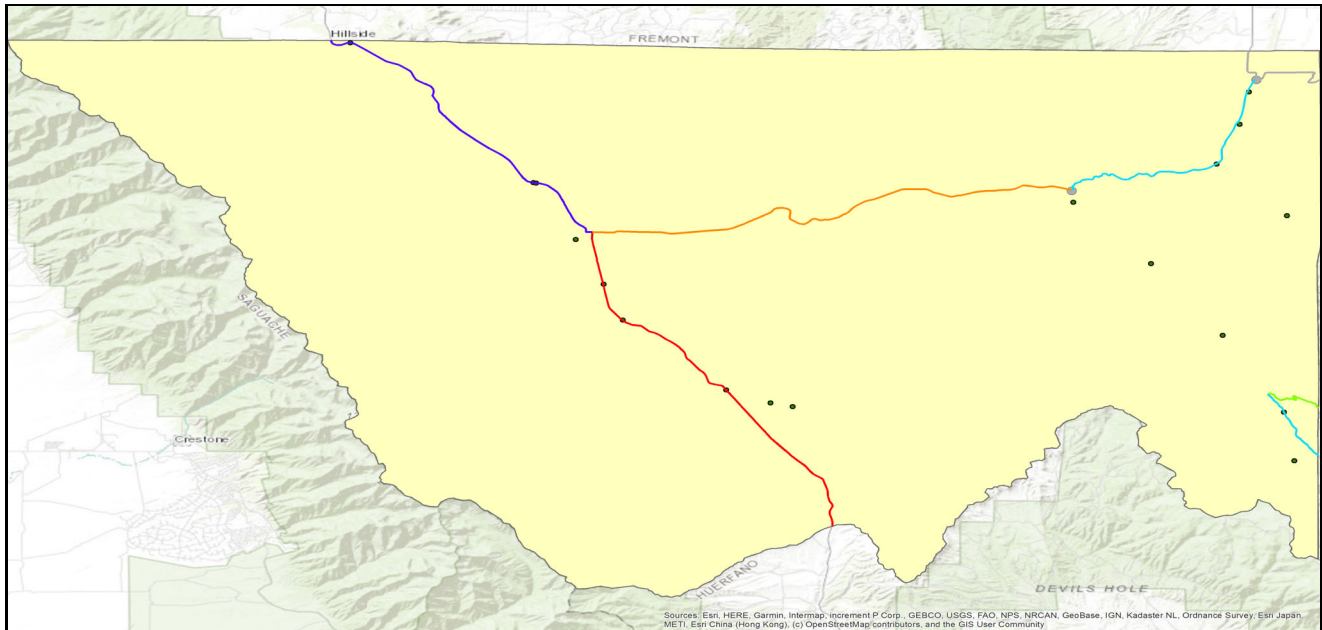 Hillside
FREMONT
SAGUACHE
Crestone
HUERFANO
DEVILS HOLE
Sources: Esri, HERE, Garmin, Intermap, increment P Corp., GEBCO, USGS, FAO, NPS, NRCAN, GeoBase, IGN, Kadaster NL, Ordnance Survey, Esri Japan,
METI, Esri China (Hong Kong), (c) OpenStreetMap contributors, and the GIS User Community